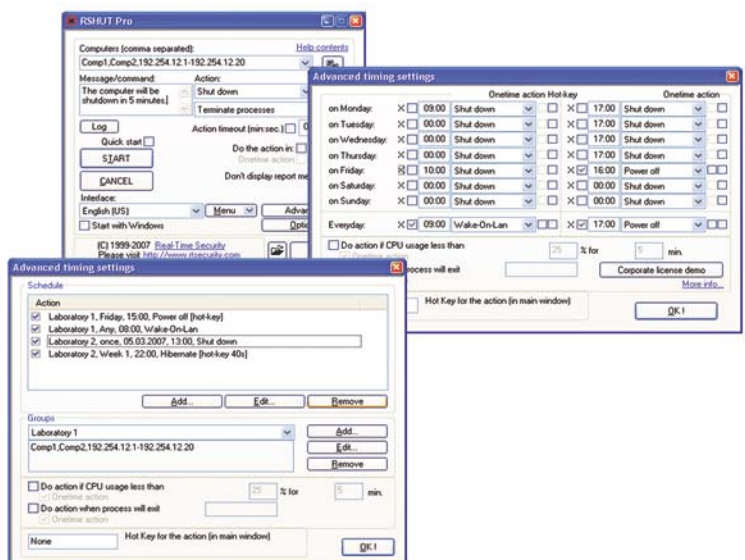 RSHUT Pro
Computers (comma separated): Help contents
Comp1,Comp2,192.254.12.1-192.254.12.20
Message/command: Action:
The computer will be
shutdown in 5 minutes.
Shut down
Terminate processes
Log
Action timeout (min:sec.)
Quick start
Do the action in:
START
Onetime action
CANCEL
Don't display report me
Interface:
English (US) Menu Advan
Start with Windows Optio
(C) 1999-2007 Real-Time Security
Please visit http://www.rtsecurity.com
Advanced timing settings
Onetime action Hot-key Onetime action
on Monday: 09:00 Shut down 17:00 Shut down
on Tuesday: 00:00 Shut down 17:00 Shut down
on Wednesday: 00:00 Shut down 17:00 Shut down
on Thursday: 00:00 Shut down 17:00 Shut down
on Friday: 10:00 Shut down 16:00 Power off
on Saturday: 00:00 Shut down 00:00 Shut down
on Sunday: 00:00 Shut down 00:00 Shut down
Everyday: 09:00 Wake-On-Lan 17:00 Power off
Do action if CPU usage less than 25 % for 5 min.
Onetime action
process will exit Corporate license demo
More info...
Hot Key for the action (in main window)
OK !
Advanced timing settings
Schedule
Action
Laboratory 1, Friday, 15:00, Power off [hot-key]
Laboratory 1, Any, 08:00, Wake-On-Lan
Laboratory 2, once, 05.03.2007, 13:00, Shut down
Laboratory 2, Week 1, 22:00, Hibernate [hot-key 40s]
Add... Edit... Remove
Groups
Laboratory 1 Add...
Comp1,Comp2,192.254.12.1-192.254.12.20 Edit...
Remove
Do action if CPU usage less than 25 % for 5 min.
Onetime action
Do action when process will exit
Onetime action
None Hot Key for the action (in main window)
OK !